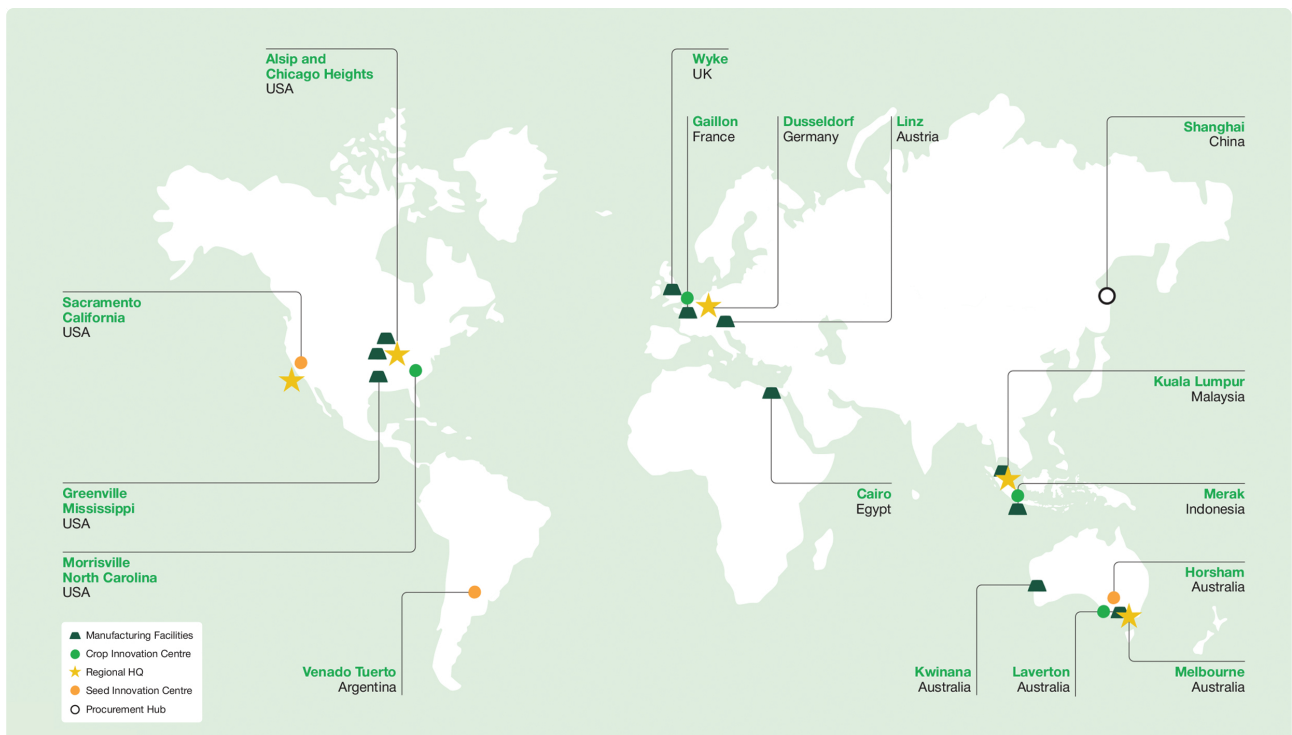 Alsip and
Chicago Heights
USA
Wyke
UK
Gaillon
France
Dusseldorf
Germany
Linz
Austria
Shanghai
China
Sacramento
California
USA
Kuala Lumpur
Malaysia
Greenville
Mississippi
USA
Cairo
Egypt
Merak
Indonesia
Morrisville
North Carolina
USA
Horsham
Australia
Venado Tuerto
Argentina
Kwinana
Australia
Laverton
Australia
Melbourne
Australia
Manufacturing Facilities
Crop Innovation Centre
Regional HQ
Seed Innovation Centre
Procurement Hub